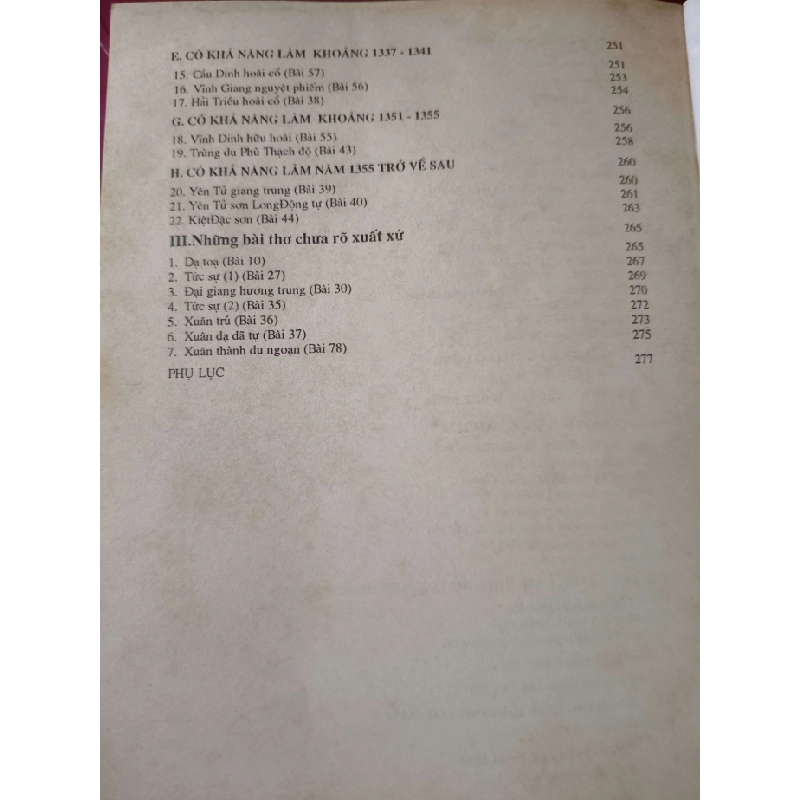 E. CÓ KHẢ NĂNG LÀM KHOẢNG 1337 - 1341 251
15. Cầu Dinh hoài cổ (Bài 57) 251
16. Vĩnh Giang nguyệt phiếm (Bài 56) 253
17. Hải Triều hoài cổ (Bài 38) 254
G. CÓ KHẢ NĂNG LÀM KHOẢNG 1351 - 1355 256
18. Vĩnh Dinh hữu hoài (Bài 55) 256
19. Trùng du Phù Thạch độ (Bài 43) 258
H. CÓ KHẢ NĂNG LÀM NĂM 1355 TRỞ VỀ SAU 260
20. Yên Tử giang trung (Bài 39) 260
21. Yên Tử sơn LongĐộng tự (Bài 40) 261
22. KiệtĐặc sơn (Bài 44) 263
III.Những bài thơ chưa rõ xuất xứ 265
1. Dạ toạ (Bài 10) 265
2. Tức sự (1) (Bài 27) 267
3. Đại giang hương trung (Bài 30) 269
4. Tức sự (2) (Bài 35) 270
5. Xuân trú (Bài 36) 272
6. Xuân dạ dã tự (Bài 37) 273
7. Xuân thành du ngoạn (Bài 78) 275
PHỤ LỤC 277